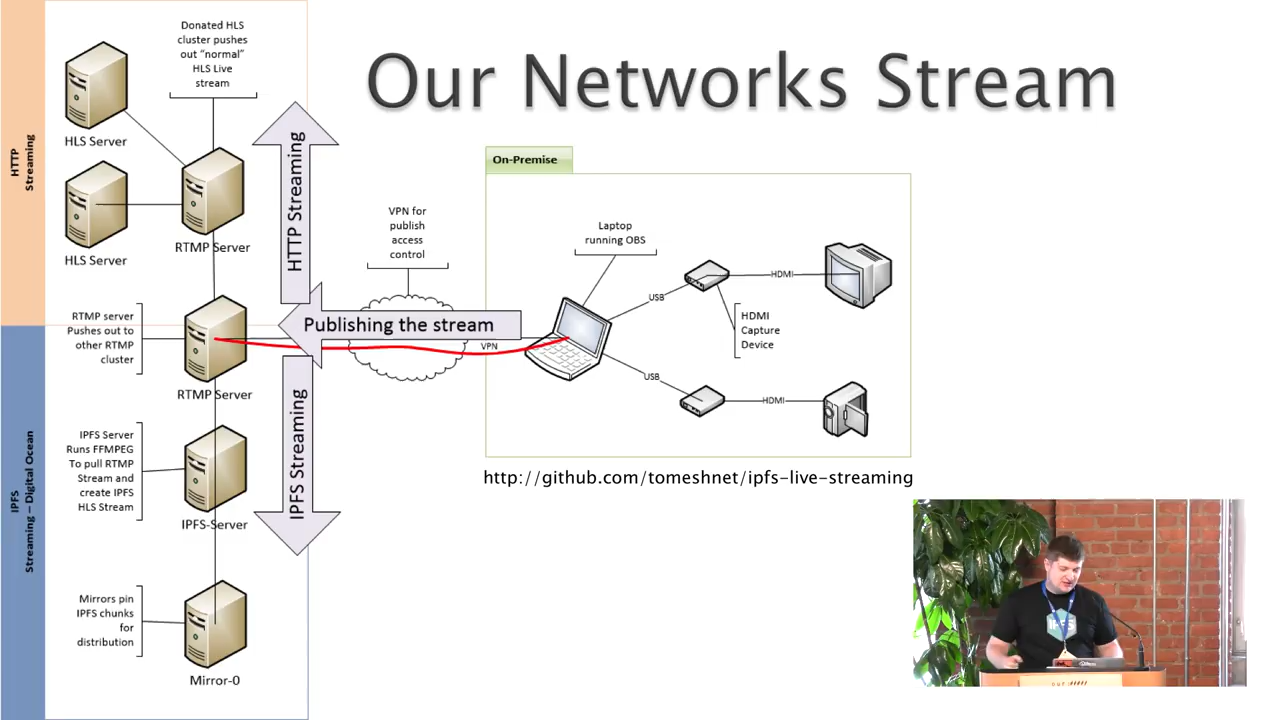 Our Networks Stream
HTTP
Streaming
IPFS
Streaming – Digital Ocean
Donated HLS
cluster pushes
out "normal"
HLS Live
stream
HLS Server
HLS Server
RTMP Server
HTTP Streaming
RTMP server
Pushes out to
other RTMP
cluster
RTMP Server
Publishing the stream
VPN for
publish
access
control
VPN
IPFS Streaming
IPFS Server
Runs FFMPEG
To pull RTMP
Stream and
create IPFS
HLS Stream
IPFS-Server
Mirrors pin
IPFS chunks
for
distribution
Mirror-0
On-Premise
Laptop
running OBS
USB
HDMI
HDMI
Capture
Device
USB
HDMI
http://github.com/tomeshnet/ipfs-live-streaming
IPFS